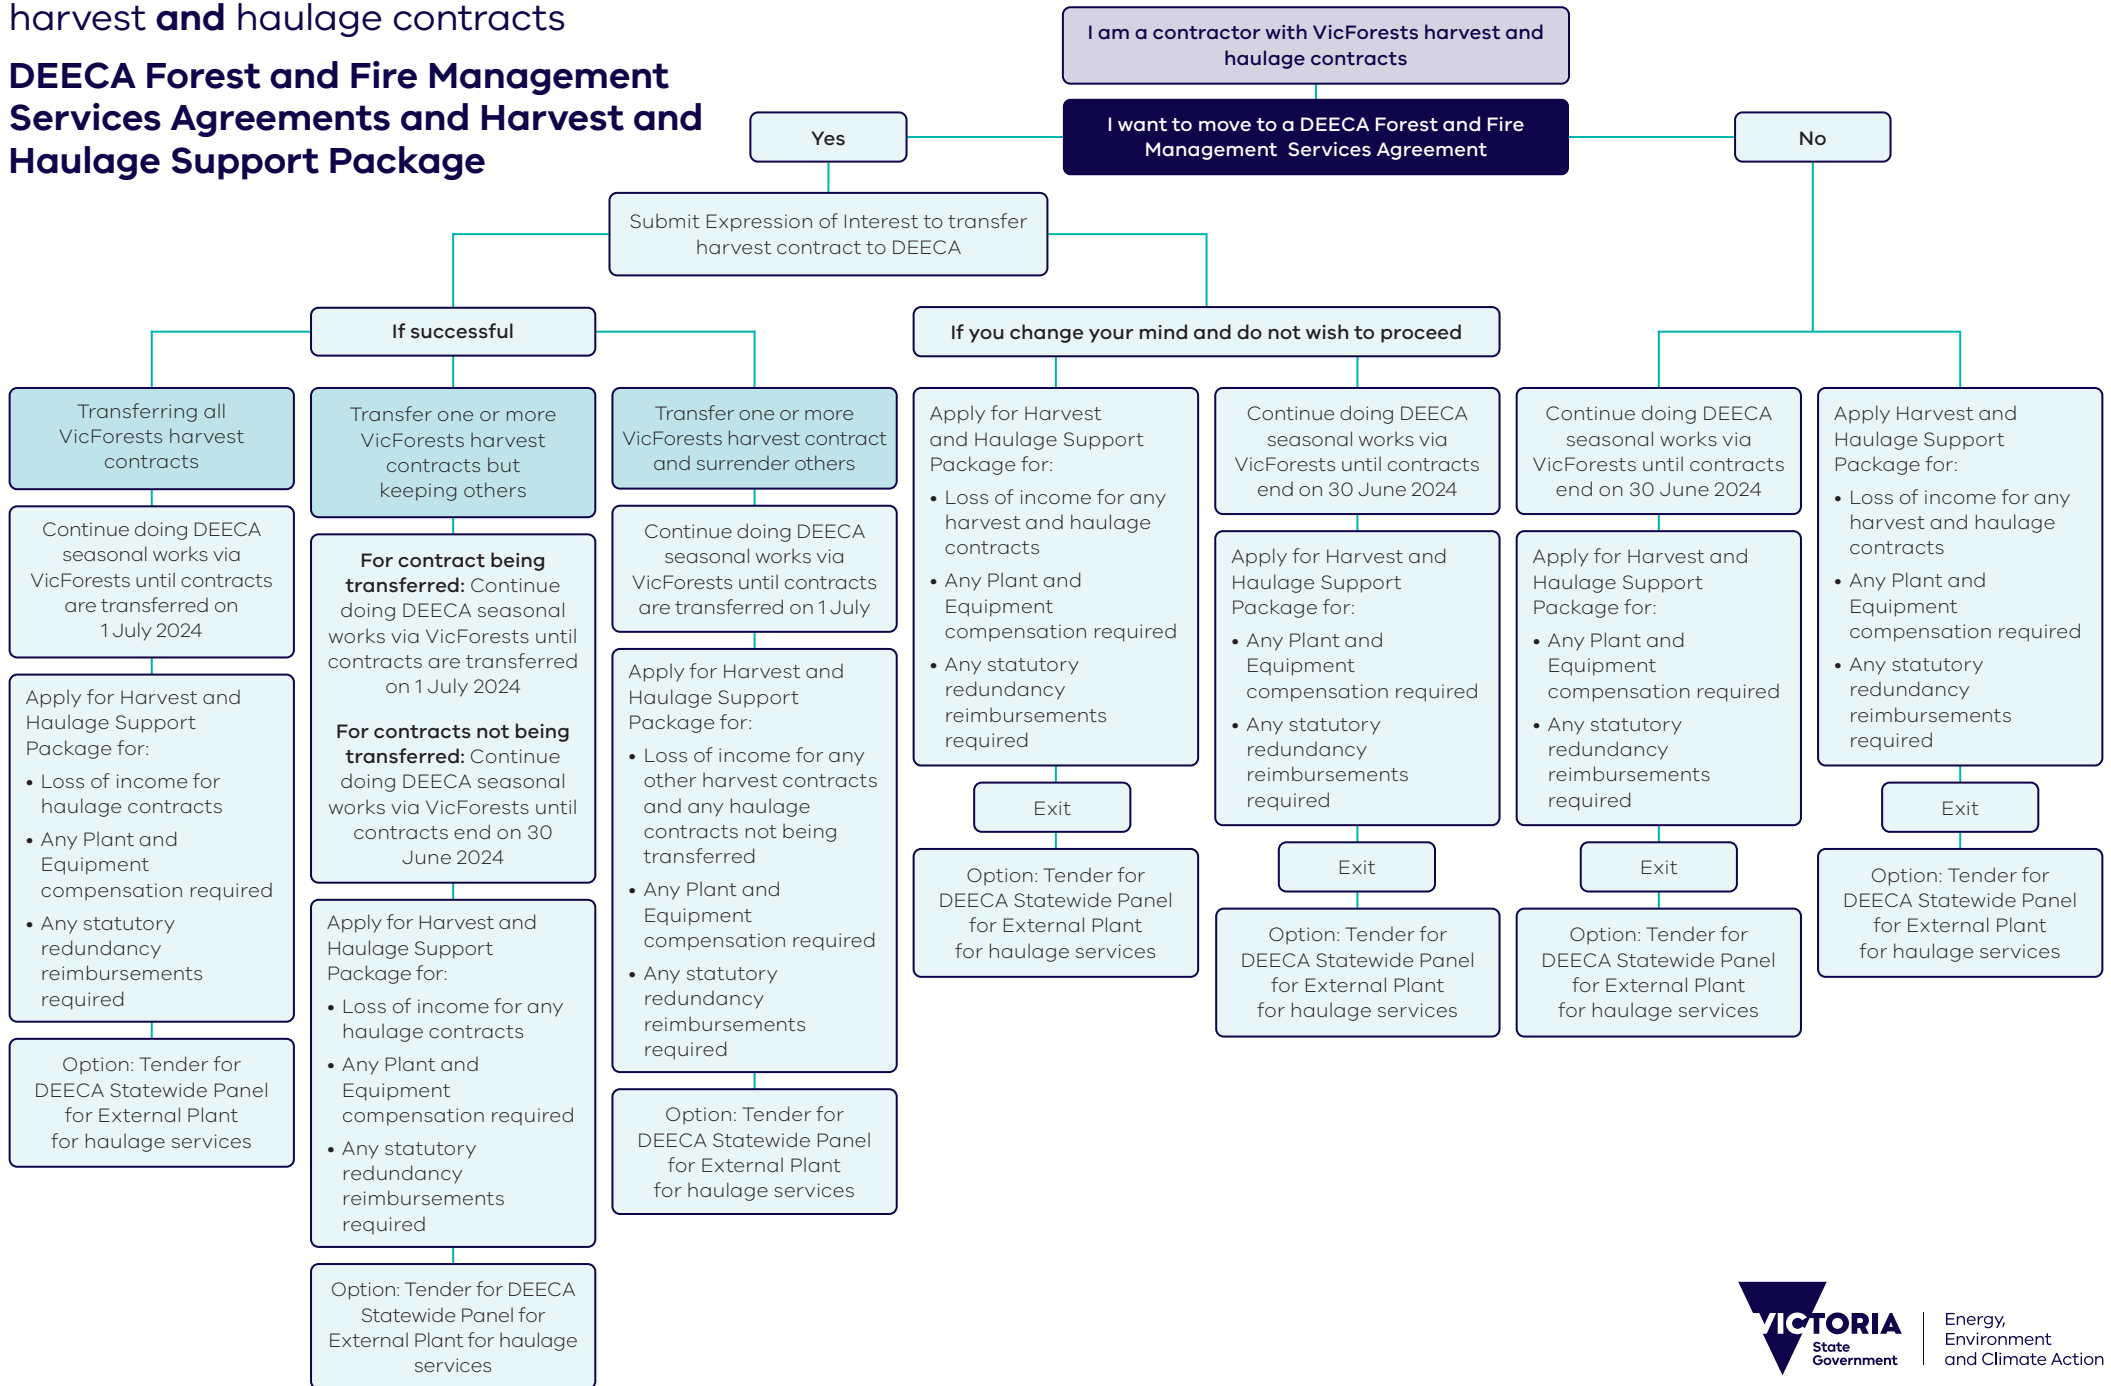 harvest and haulage contracts
DEECA Forest and Fire Management
Services Agreements and Harvest and
Haulage Support Package
I am a contractor with VicForests harvest and
haulage contracts
I want to move to a DEECA Forest and Fire
Management Services Agreement
Yes
No
Submit Expression of Interest to transfer
harvest contract to DEECA
If successful
If you change your mind and do not wish to proceed
Transferring all
VicForests harvest
contracts
Continue doing DEECA
seasonal works via
VicForests until contracts
are transferred on
1 July 2024
Apply for Harvest and
Haulage Support
Package for:
• Loss of income for
haulage contracts
• Any Plant and
Equipment
compensation required
• Any statutory
redundancy
reimbursements
required
Option: Tender for
DEECA Statewide Panel
for External Plant
for haulage services
Transfer one or more
VicForests harvest
contracts but
keeping others
For contract being
transferred: Continue
doing DEECA seasonal
works via VicForests until
contracts are transferred
on 1 July 2024
For contracts not being
transferred: Continue
doing DEECA seasonal
works via VicForests until
contracts end on 30
June 2024
Apply for Harvest and
Haulage Support
Package for:
• Loss of income for any
haulage contracts
• Any Plant and
Equipment
compensation required
• Any statutory
redundancy
reimbursements
required
Option: Tender for DEECA
Statewide Panel for
External Plant for haulage
services
Transfer one or more
VicForests harvest contract
and surrender others
Continue doing DEECA
seasonal works via
VicForests until contracts
are transferred on 1 July
Apply for Harvest and
Haulage Support
Package for:
• Loss of income for any
other harvest contracts
and any haulage
contracts not being
transferred
• Any Plant and
Equipment
compensation required
• Any statutory
redundancy
reimbursements
required
Option: Tender for
DEECA Statewide Panel
for External Plant
for haulage services
Apply for Harvest
and Haulage Support
Package for:
• Loss of income for any
harvest and haulage
contracts
• Any Plant and
Equipment
compensation required
• Any statutory
redundancy
reimbursements
required
Exit
Option: Tender for
DEECA Statewide Panel
for External Plant
for haulage services
Continue doing DEECA
seasonal works via
VicForests until contracts
end on 30 June 2024
Apply for Harvest and
Haulage Support
Package for:
• Any Plant and
Equipment
compensation required
• Any statutory
redundancy
reimbursements
required
Exit
Option: Tender for
DEECA Statewide Panel
for External Plant
for haulage services
Continue doing DEECA
seasonal works via
VicForests until contracts
end on 30 June 2024
Apply for Harvest and
Haulage Support
Package for:
• Any Plant and
Equipment
compensation required
• Any statutory
redundancy
reimbursements
required
Exit
Option: Tender for
DEECA Statewide Panel
for External Plant
for haulage services
Apply Harvest and
Haulage Support
Package for:
• Loss of income for any
harvest and haulage
contracts
• Any Plant and
Equipment
compensation required
• Any statutory
redundancy
reimbursements
required
Exit
Option: Tender for
DEECA Statewide Panel
for External Plant
for haulage services
VICTORIA
State
Government
Energy,
Environment
and Climate Action